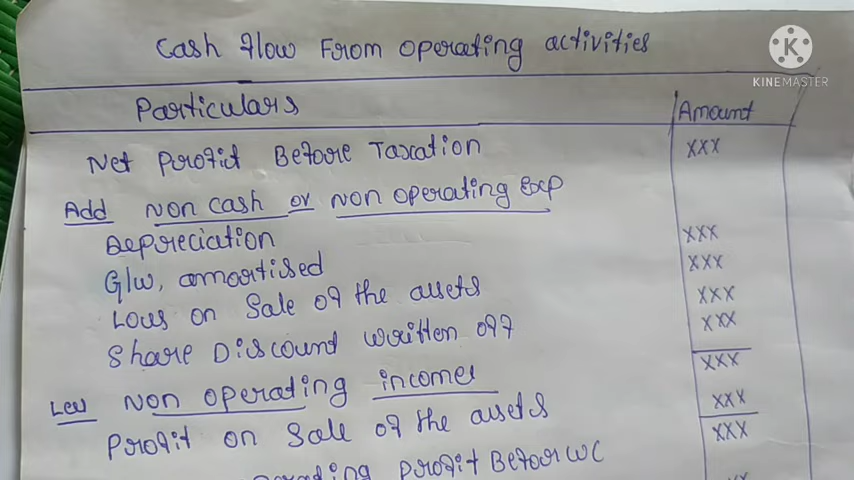 Cash flow From operating activities
KINEMASTER
Particulars Amount
Net Profit Before Taxation xxx
Add Non cash or Non operating Exp
Depreciation xxx
G/w, amortised xxx
Loss on Sale of the assets xxx
Share Discount written off xxx
xxx
Less Non operating incomes
Profit on Sale of the assets xxx
xxx
Profit Before WC